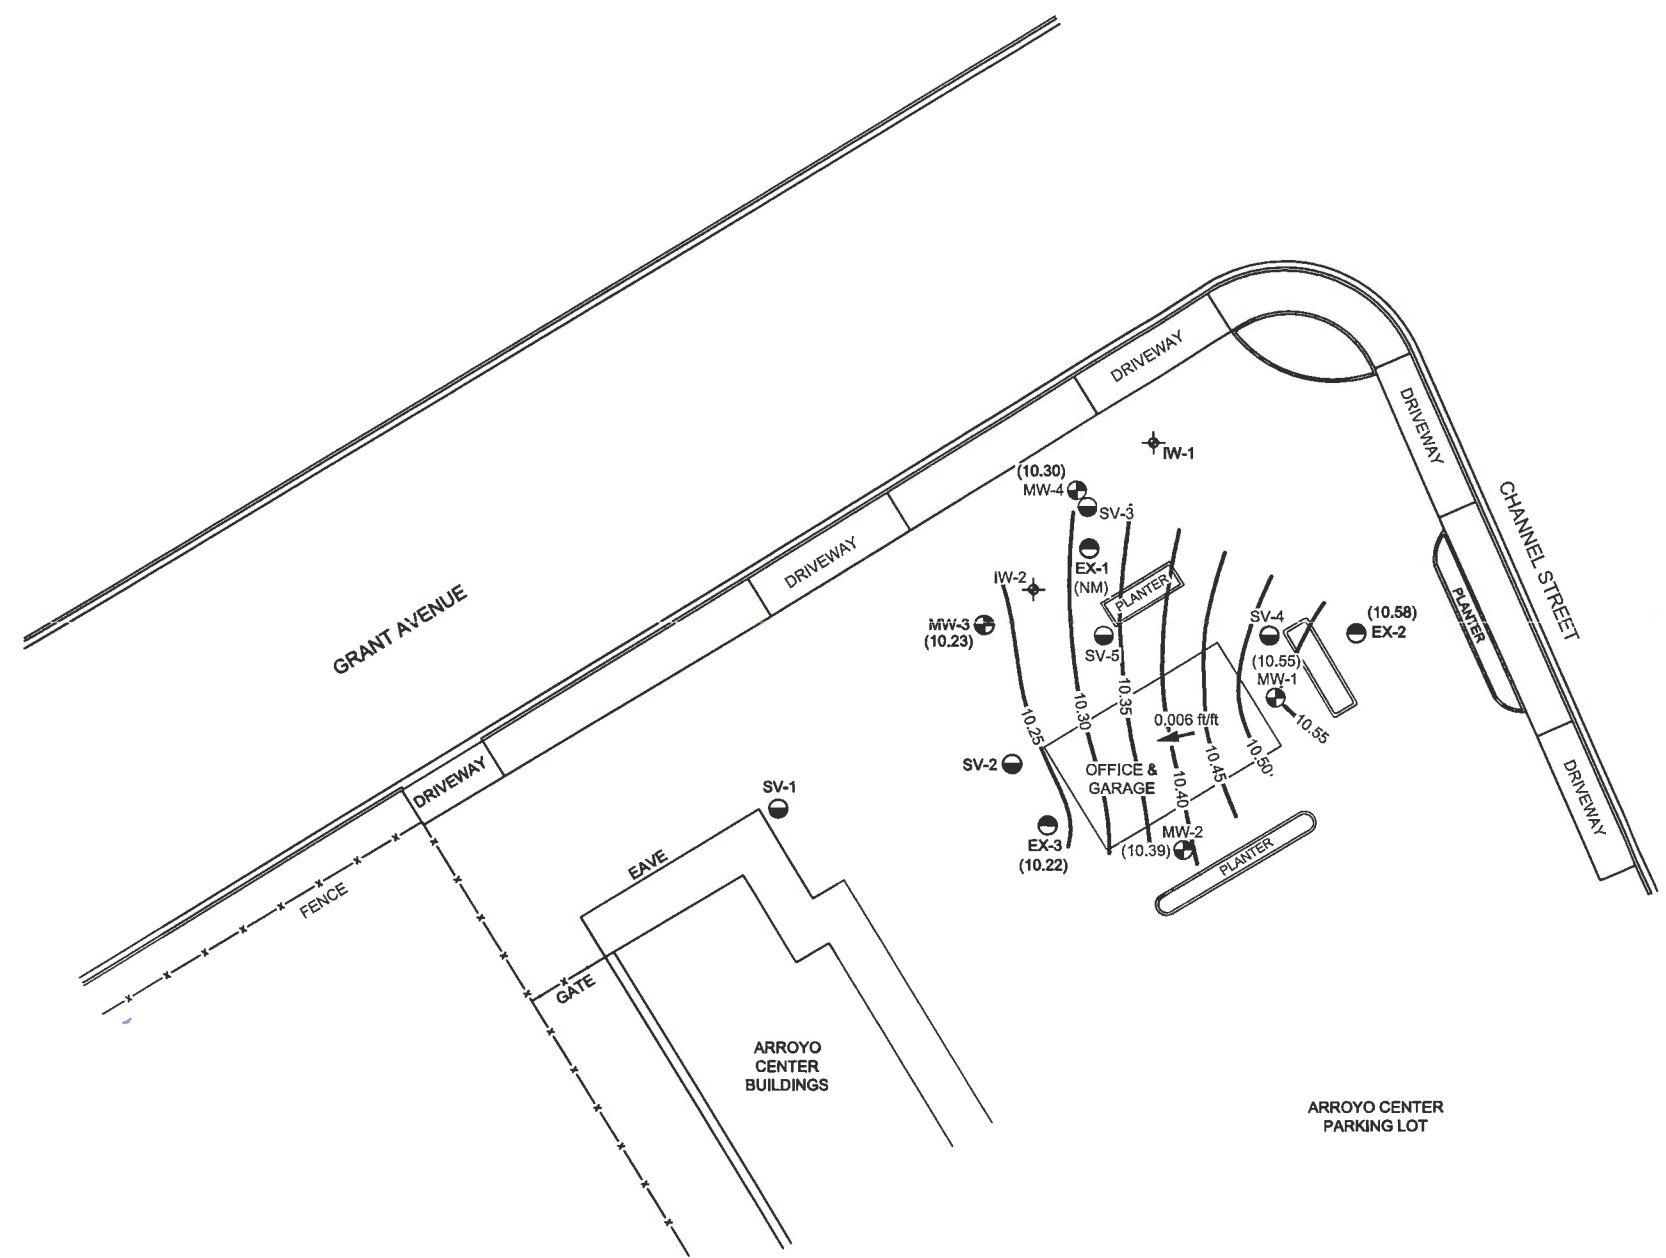 DRIVEWAY
DRIVEWAY
IW-1
(10.30)
MW-4
SV-3
CHANNEL STREET
DRIVEWAY
EX-1
(NM)
IW-2
PLANTER
PLANTER
GRANT AVENUE
MW-3
(10.23)
SV-4
(10.58)
EX-2
SV-5
(10.55)
MW-1
10.25
10.30
10.35
0.006 ft/ft
10.55
10.40
10.45
10.50
SV-2
OFFICE &
GARAGE
DRIVEWAY
DRIVEWAY
SV-1
MW-2
(10.39)
EX-3
(10.22)
PLANTER
EAVE
FENCE
GATE
ARROYO
CENTER
BUILDINGS
ARROYO CENTER
PARKING LOT